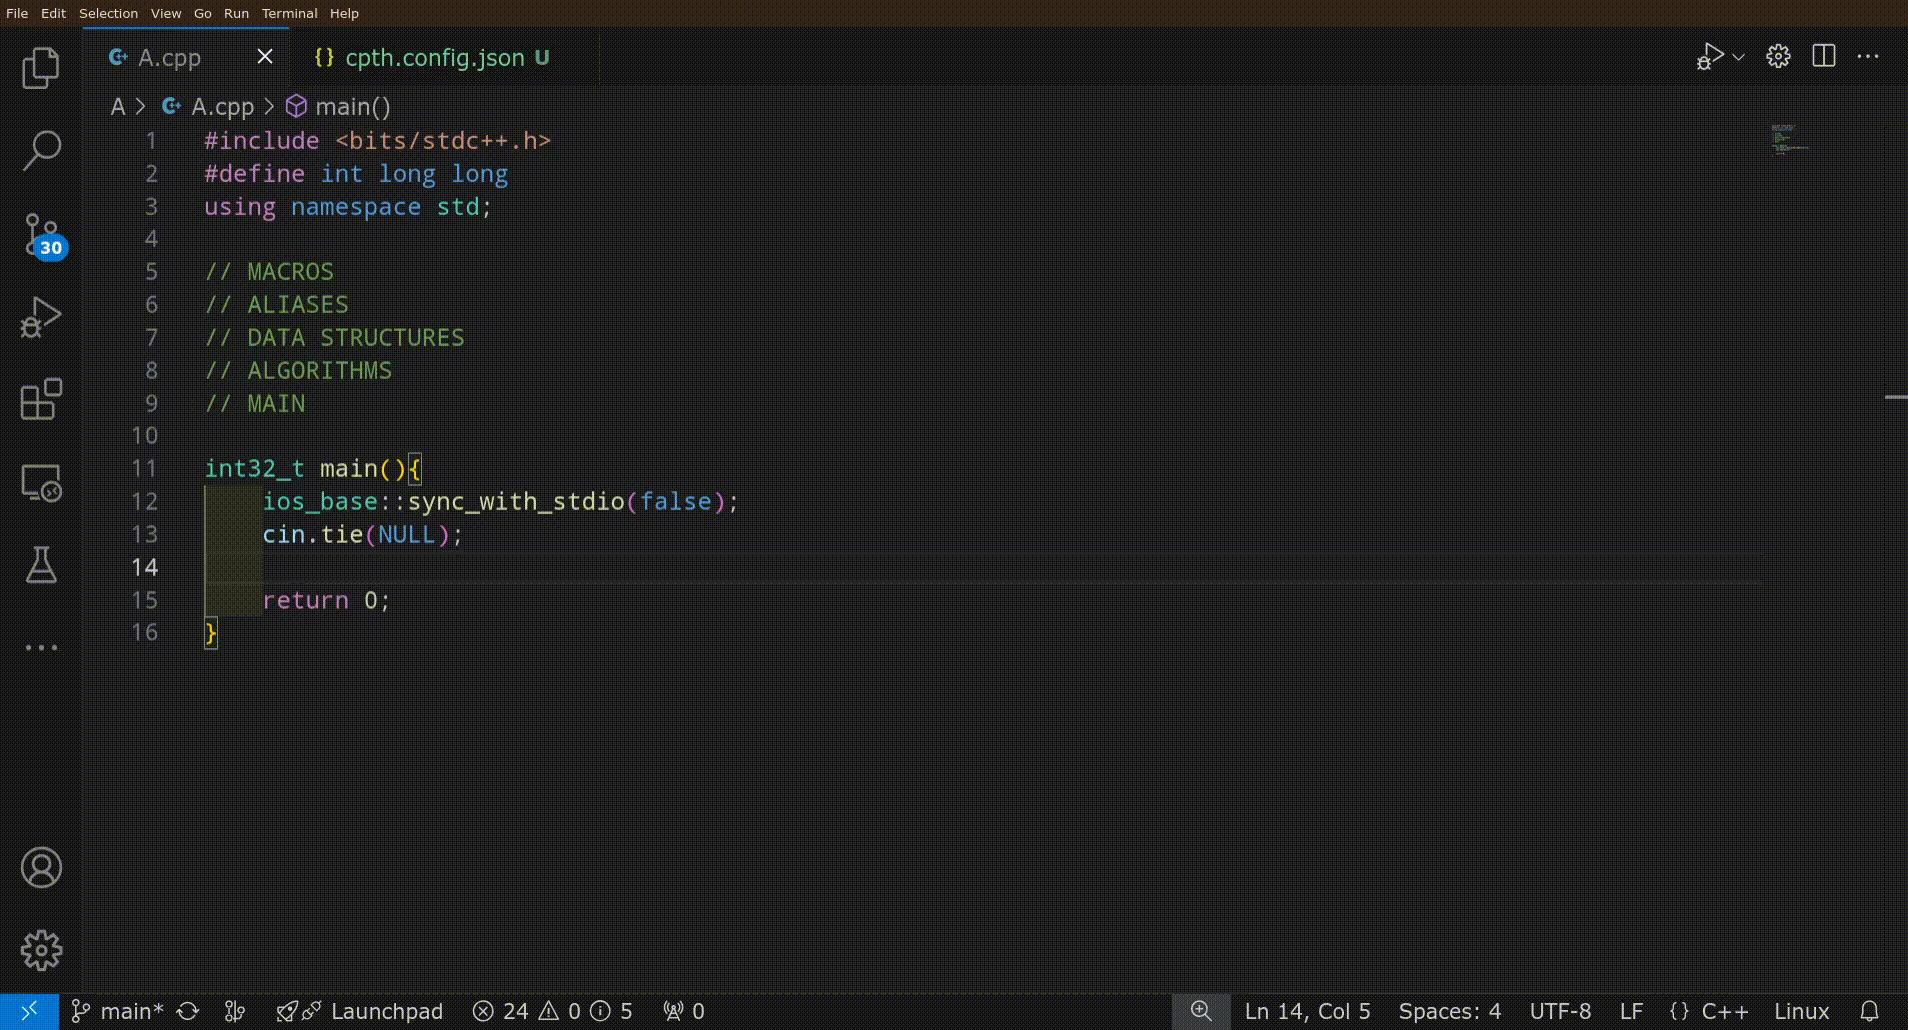 File Edit Selection View Go Run Terminal Help
A.cpp cpth.config.json U
A > A.cpp > main()
1 #include <bits/stdc++.h>
2 #define int long long
3 using namespace std;
4
5 // MACROS
6 // ALIASES
7 // DATA STRUCTURES
8 // ALGORITHMS
9 // MAIN
10
11 int32_t main(){
12 ios_base::sync_with_stdio(false);
13 cin.tie(NULL);
14
15 return 0;
16 }
30
main* Launchpad 24 0 5 0 Ln 14, Col 5 Spaces: 4 UTF-8 LF {} C++ Linux